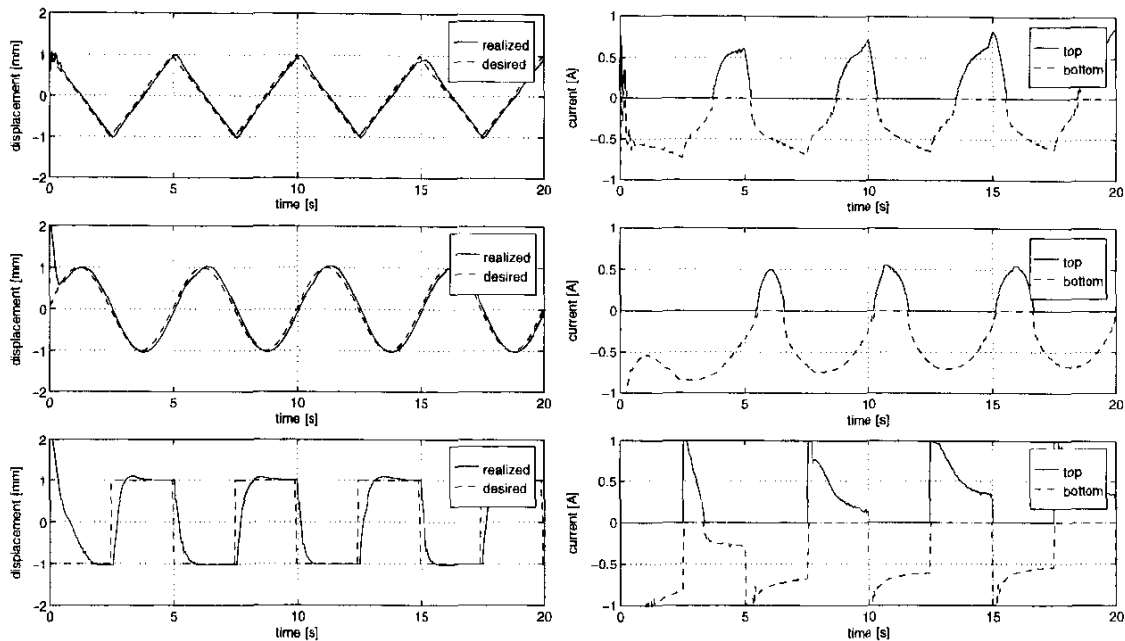 2
1
0
-1
-2
displacement [mm]
realized
desired
0 5 10 15 20
time [s]
1
0.5
0
-0.5
-1
current [A]
top
bottom
0 5 10 15 20
time [s]
2
1
0
-1
-2
displacement [mm]
realized
desired
0 5 10 15 20
time [s]
1
0.5
0
-0.5
-1
current [A]
top
bottom
0 5 10 15 20
time [s]
2
1
0
-1
-2
displacement [mm]
realized
desired
0 5 10 15 20
time [s]
1
0.5
0
-0.5
-1
current [A]
top
bottom
0 5 10 15 20
time [s]